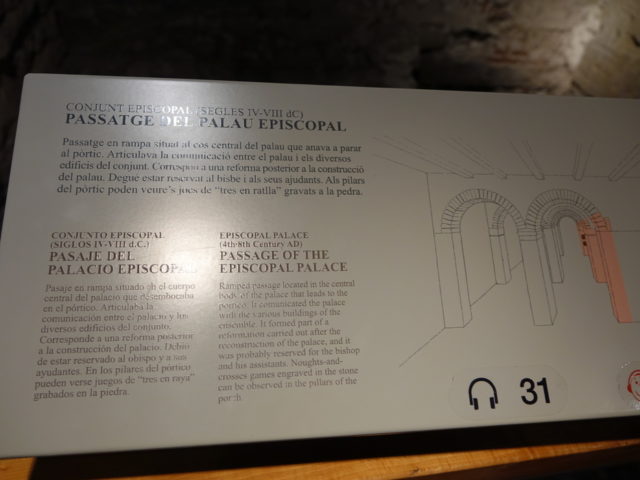 CONJUNT EPISCOPAL (SEGLES IV-VIII dC)
PASSATGE DEL PALAU EPISCOPAL
Passatge en rampa situat al cos central del palau que anava a parar
al pòrtic. Articulava la comunicació entre el palau i els diversos
edificis del conjunt. Correspon a una reforma posterior a la construcció
del palau. Degué estar reservat al bisbe i als seus ajudants. Als pilars
del pòrtic poden veure's jocs de "tres en ratlla" gravats a la pedra.
CONJUNTO EPISCOPAL
(SIGLOS IV-VIII d.C.)
PASAJE DEL
PALACIO EPISCOPAL
Pasaje en rampa situado en el cuerpo
central del palacio que desembocaba
en el pórtico. Articulaba la
comunicación entre el palacio y los
diversos edificios del conjunto.
Corresponde a una reforma posterior
a la construcción del palacio. Debió
de estar reservado al obispo y a sus
ayudantes. En los pilares del pórtico
pueden verse juegos de "tres en raya"
grabados en la piedra.
EPISCOPAL PALACE
(4th-8th Century AD)
PASSAGE OF THE
EPISCOPAL PALACE
Ramped passage located in the central
body of the palace that leads to the
portico. It comunicated the palace
with the various buildings of the
ensemble. It formed part of a
reformation carried out after the
reconstruction of the palace, and it
was probably reserved for the bishop
and his assistants. Noughts-and-
crosses games engraved in the stone
can be observed in the pillars of the
porch.
31